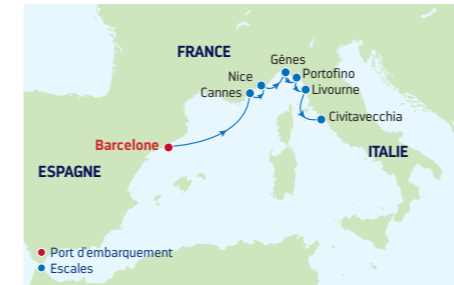 FRANCE
Gênes
Nice
Portofino
Cannes
Livourne
Civitavecchia
Barcelone
ITALIE
ESPAGNE
Port d'embarquement
Escales